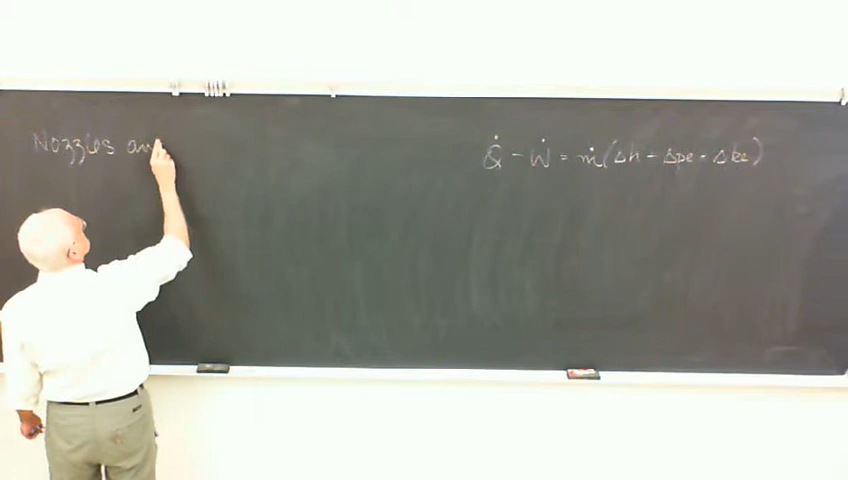 Nozzles an
Q̇ - Ẇ = ṁ(Δh + Δpe + Δke)